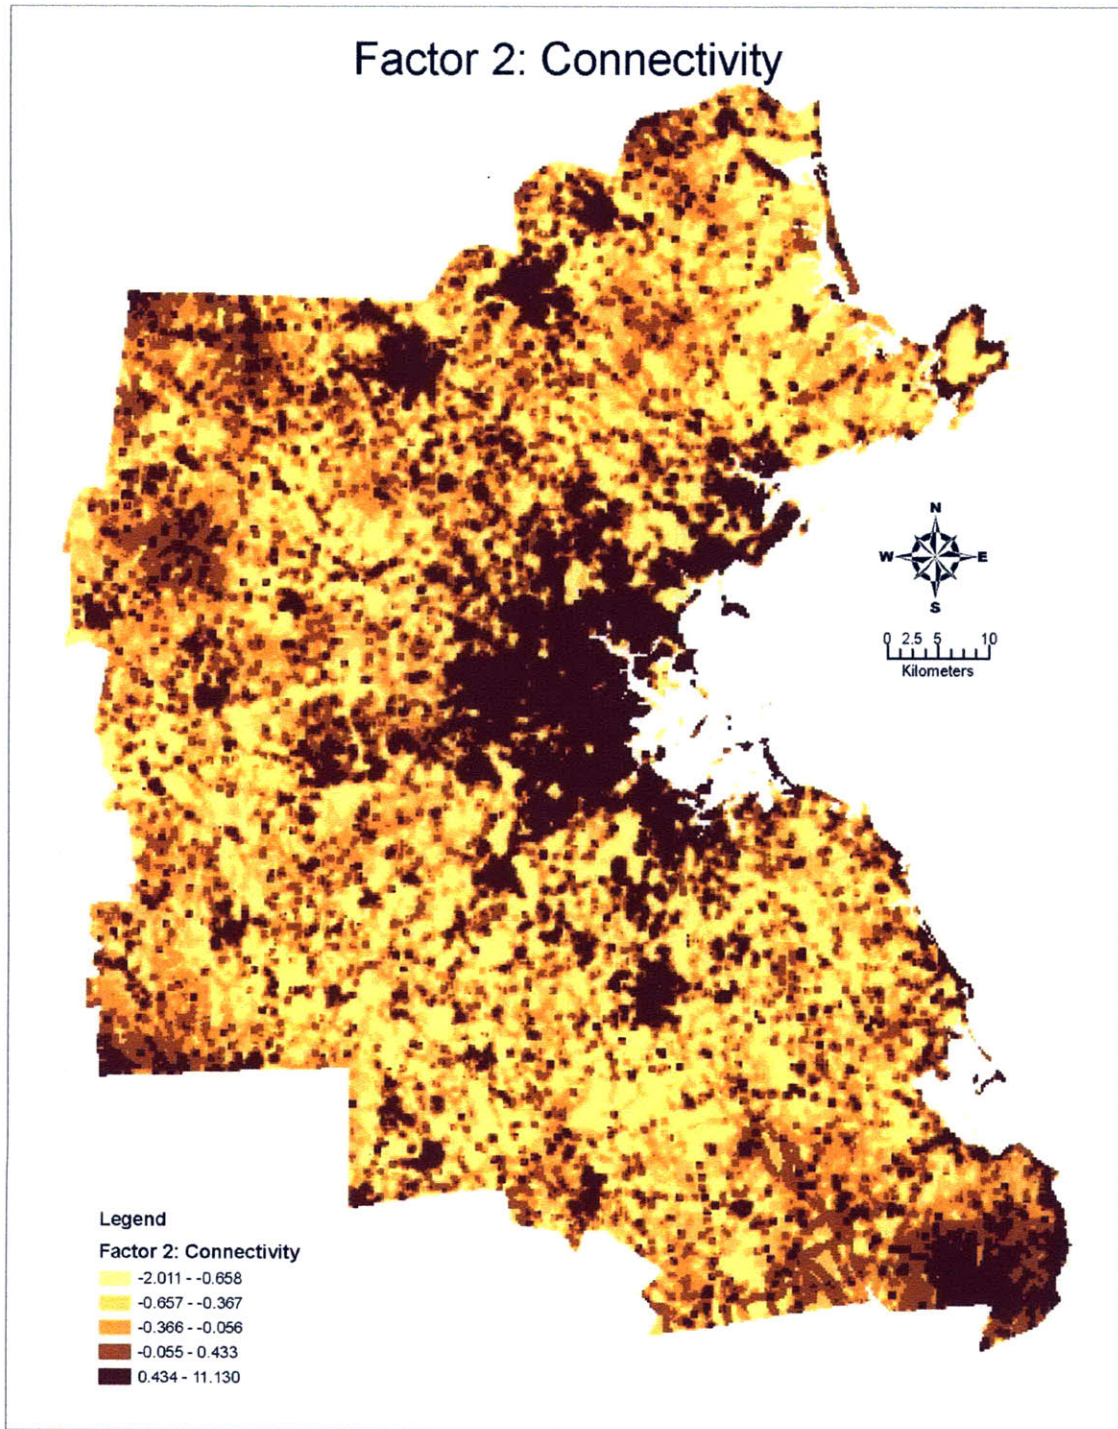 Factor 2: Connectivity
N
W E
S
0 2.5 5 10
Kilometers
Legend
Factor 2: Connectivity
-2.011 - -0.658
-0.657 - -0.367
-0.366 - -0.056
-0.055 - 0.433
0.434 - 11.130